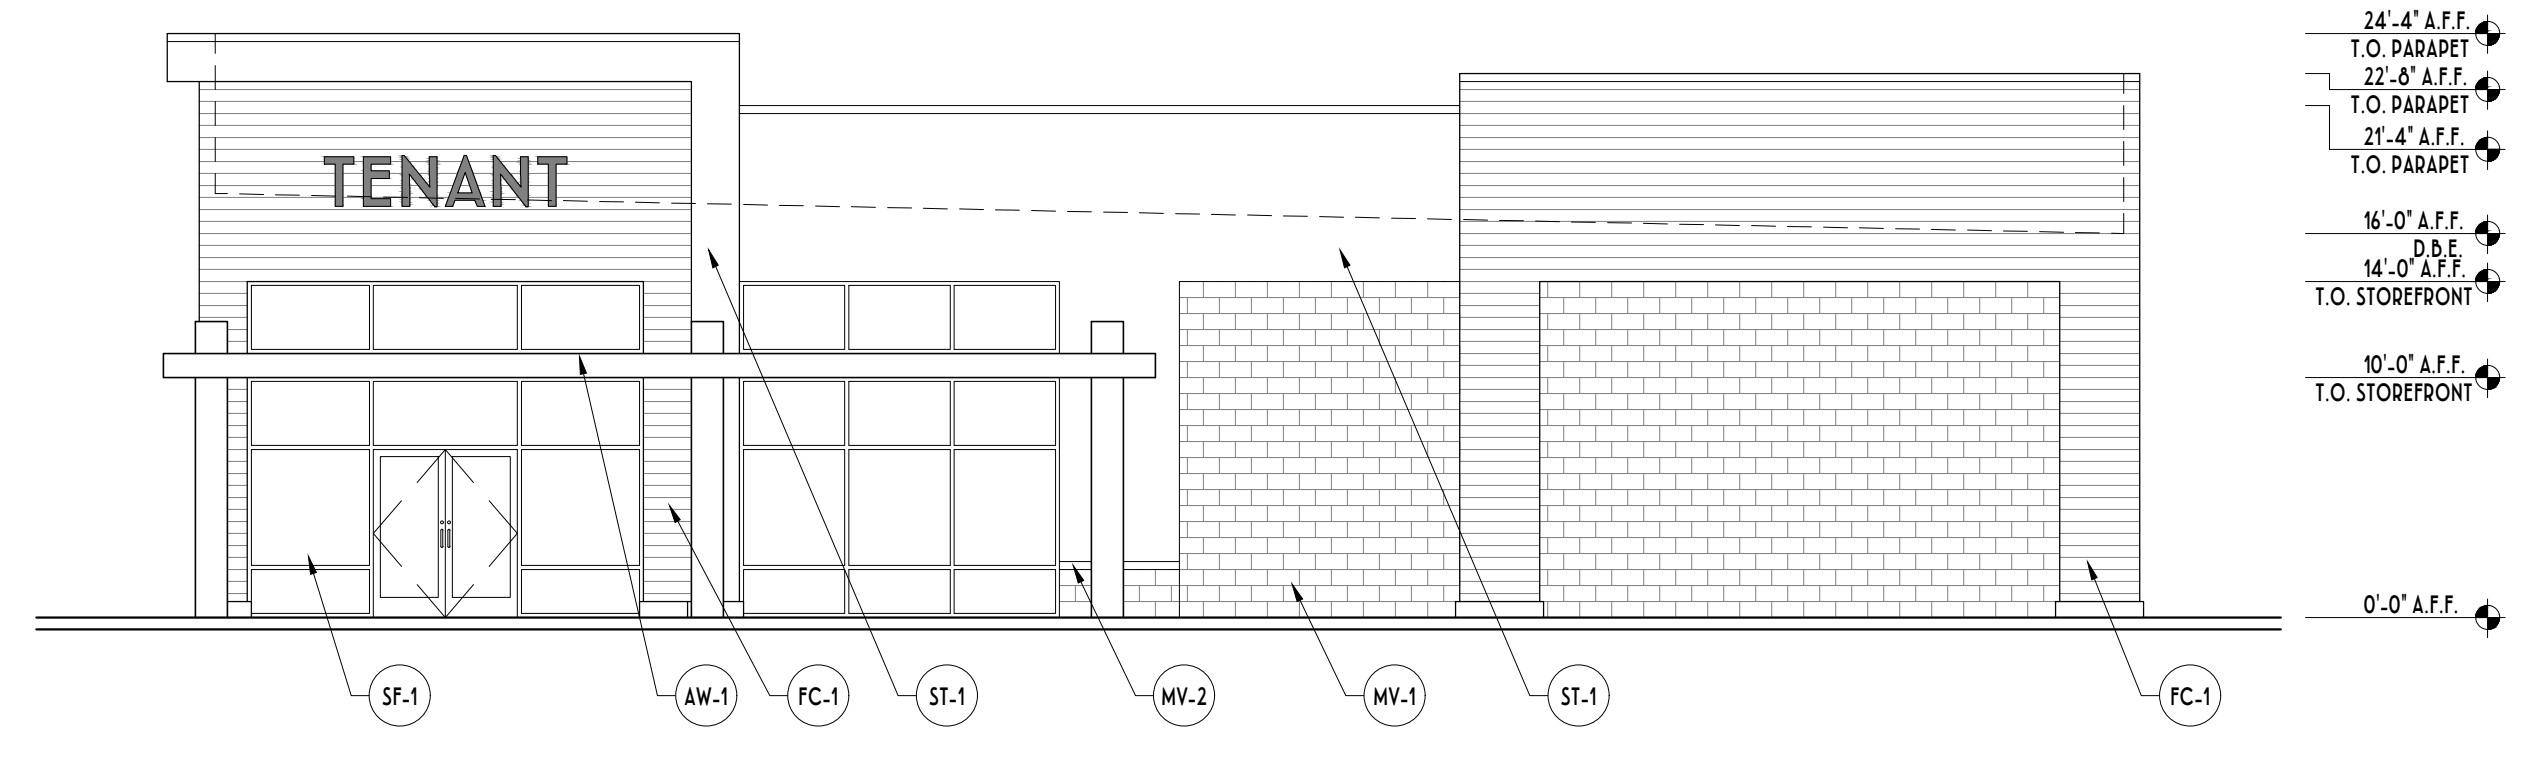 24'-4" A.F.F.
T.O. PARAPET
22'-8" A.F.F.
T.O. PARAPET
21'-4" A.F.F.
T.O. PARAPET
TENANT
16'-0" A.F.F.
D.B.E.
14'-0" A.F.F.
T.O. STOREFRONT
10'-0" A.F.F.
T.O. STOREFRONT
0'-0" A.F.F.
SF-1
AW-1
FC-1
ST-1
MV-2
MV-1
ST-1
FC-1